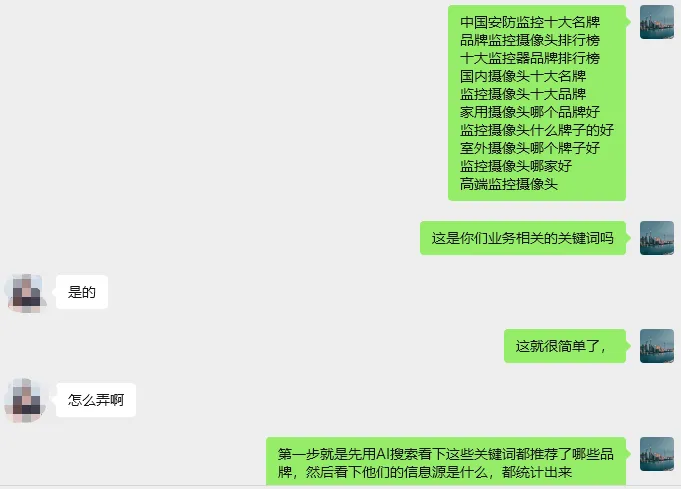 中国安防监控十大名牌
品牌监控摄像头排行榜
十大监控器品牌排行榜
国内摄像头十大名牌
监控摄像头十大品牌
家用摄像头哪个品牌好
监控摄像头什么牌子的好
室外摄像头哪个牌子好
监控摄像头哪家好
高端监控摄像头
这是你们业务相关的关键词吗
是的
这就很简单了，
怎么弄啊
第一步就是先用AI搜索看下这些关键词都推荐了哪些品
牌，然后看下他们的信息源是什么，都统计出来